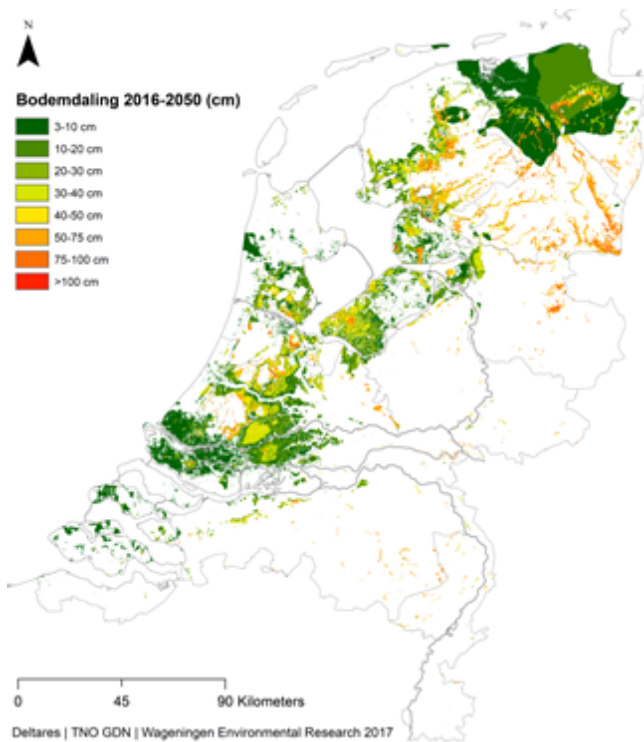 N
Bodemdaling 2016-2050 (cm)
3-10 cm
10-20 cm
20-30 cm
30-40 cm
40-50 cm
50-75 cm
75-100 cm
>100 cm
0 45 90 Kilometers
Deltares | TNO GDN | Wageningen Environmental Research 2017